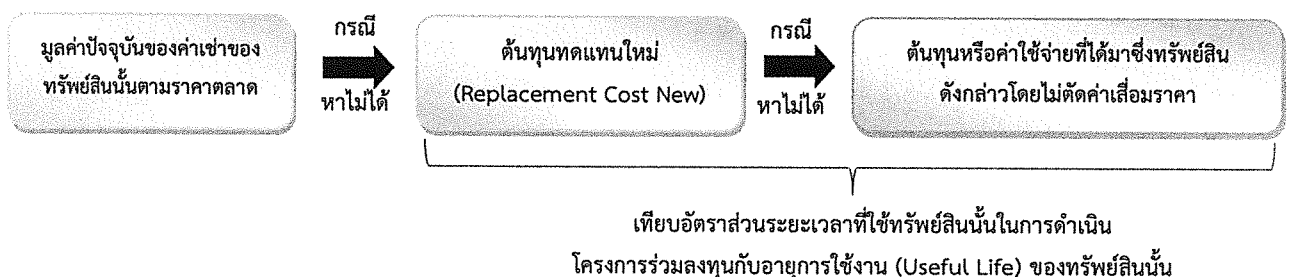 มูลค่าปัจจุบันของค่าเช่าของ
ทรัพย์สินนั้นตามราคาตลาด
กรณี
หาไม่ได้
ต้นทุนทดแทนใหม่
(Replacement Cost New)
กรณี
หาไม่ได้
ต้นทุนหรือค่าใช้จ่ายที่ได้มาซึ่งทรัพย์สิน
ดังกล่าวโดยไม่ตัดค่าเสื่อมราคา
เทียบอัตราส่วนระยะเวลาที่ใช้ทรัพย์สินนั้นในการดำเนิน
โครงการร่วมลงทุนกับอายุการใช้งาน (Useful Life) ของทรัพย์สินนั้น